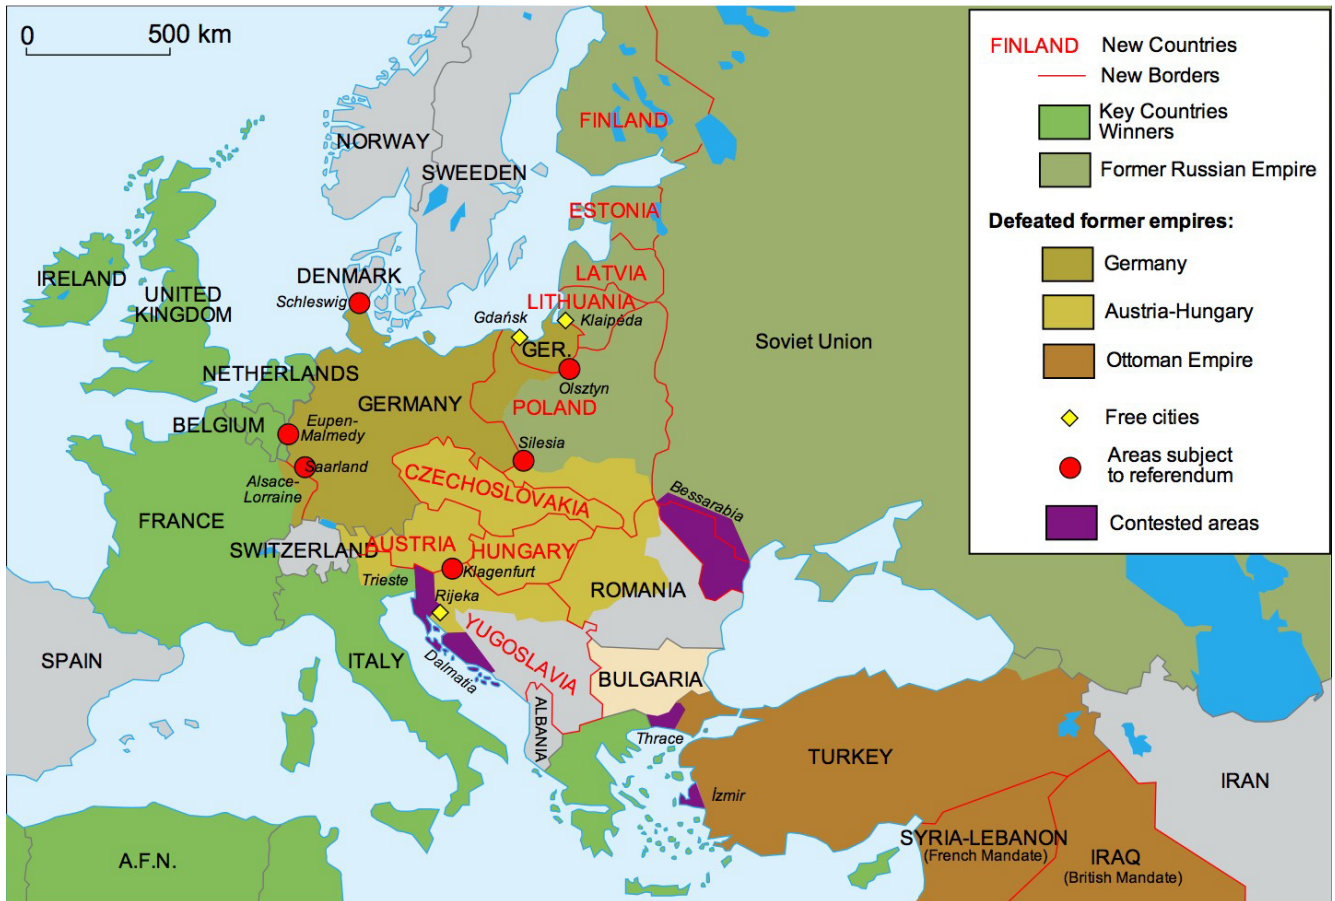 0 500 km
FINLAND New Countries
New Borders
Key Countries
Winners
Former Russian Empire
Defeated former empires:
Germany
Austria-Hungary
Ottoman Empire
Free cities
Areas subject
to referendum
Contested areas
NORWAY
SWEEDEN
FINLAND
ESTONIA
LATVIA
LITHUANIA
Klaipėda
IRELAND
UNITED
KINGDOM
DENMARK
Schleswig
Gdańsk
GER.
Olsztyn
Soviet Union
NETHERLANDS
BELGIUM
Eupen-
Malmedy
GERMANY
POLAND
Silesia
Saarland
Alsace-
Lorraine
CZECHOSLOVAKIA
Bessarabia
FRANCE
SWITZERLAND
AUSTRIA
HUNGARY
Trieste
Klagenfurt
Rijeka
ROMANIA
SPAIN
ITALY
Dalmatia
YUGOSLAVIA
BULGARIA
ALBANIA
Thrace
TURKEY
IRAN
İzmir
A.F.N.
SYRIA-LEBANON
(French Mandate)
IRAQ
(British Mandate)